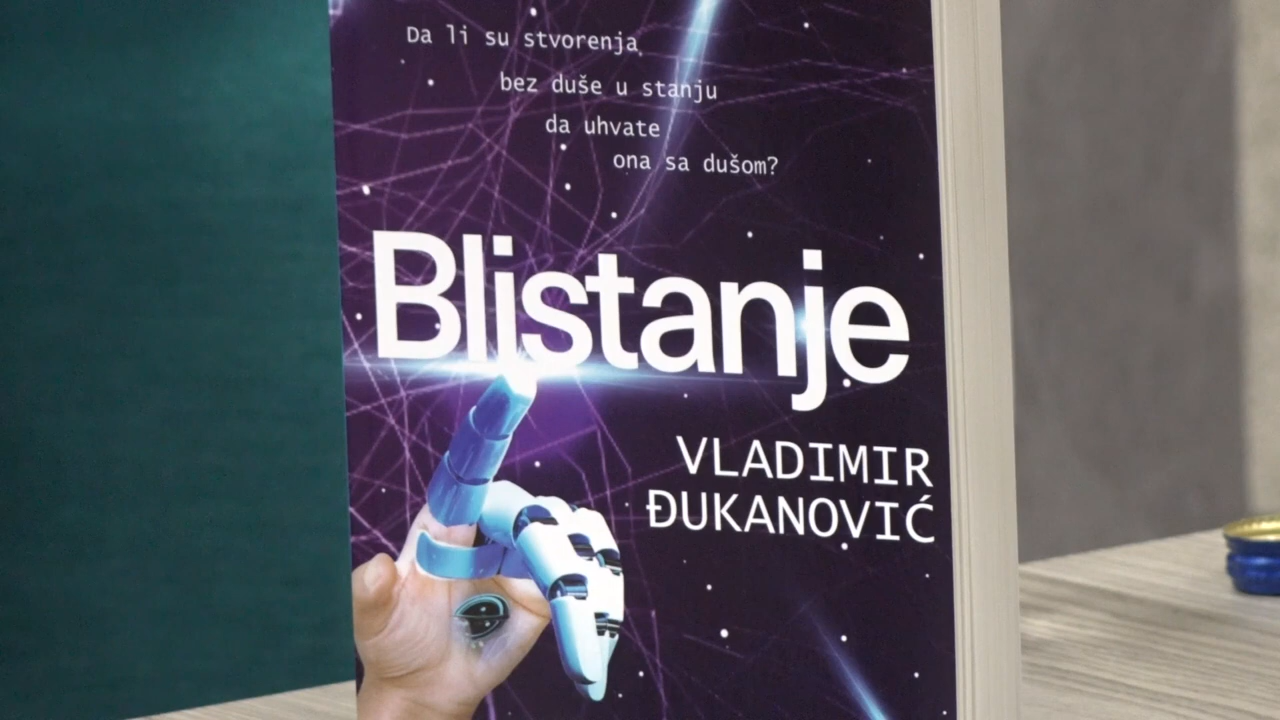 Da li su stvorenja
bez duše u stanju
da uhvate
ona sa dušom?
Blistanje
VLADIMIR
ĐUKANOVIĆ